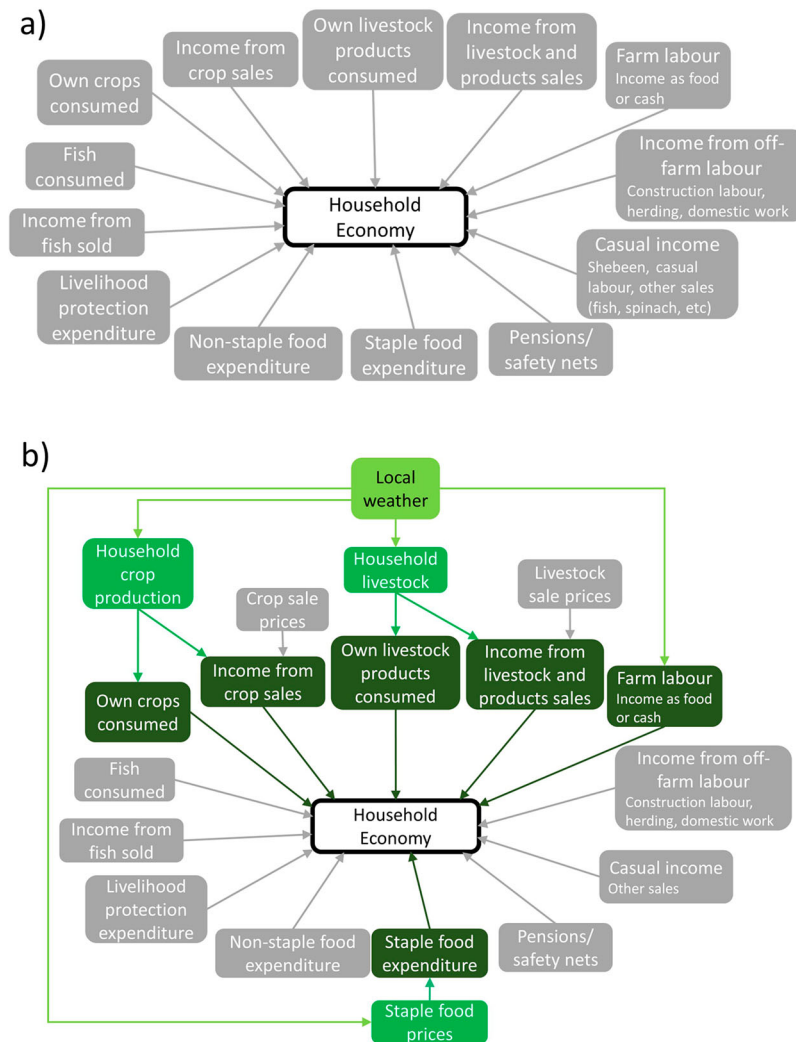 a)
Own crops
consumed
Income from
crop sales
Own livestock
products
consumed
Income from
livestock and
products sales
Farm labour
Income as food
or cash
Fish
consumed
Income from off-
farm labour
Construction labour,
herding, domestic work
Household
Economy
Income from
fish sold
Casual income
Shebeen, casual
labour, other sales
(fish, spinach, etc)
Livelihood
protection
expenditure
Non-staple food
expenditure
Staple food
expenditure
Pensions/
safety nets
b)
Local
weather
Household
crop
production
Household
livestock
Crop sale
prices
Livestock
sale prices
Own crops
consumed
Income from
crop sales
Own livestock
products
consumed
Income from
livestock and
products sales
Farm labour
Income as food
or cash
Fish
consumed
Income from off-
farm labour
Construction labour,
herding, domestic work
Household
Economy
Income from
fish sold
Casual income
Other sales
Livelihood
protection
expenditure
Non-staple food
expenditure
Staple food
expenditure
Pensions/
safety nets
Staple food
prices